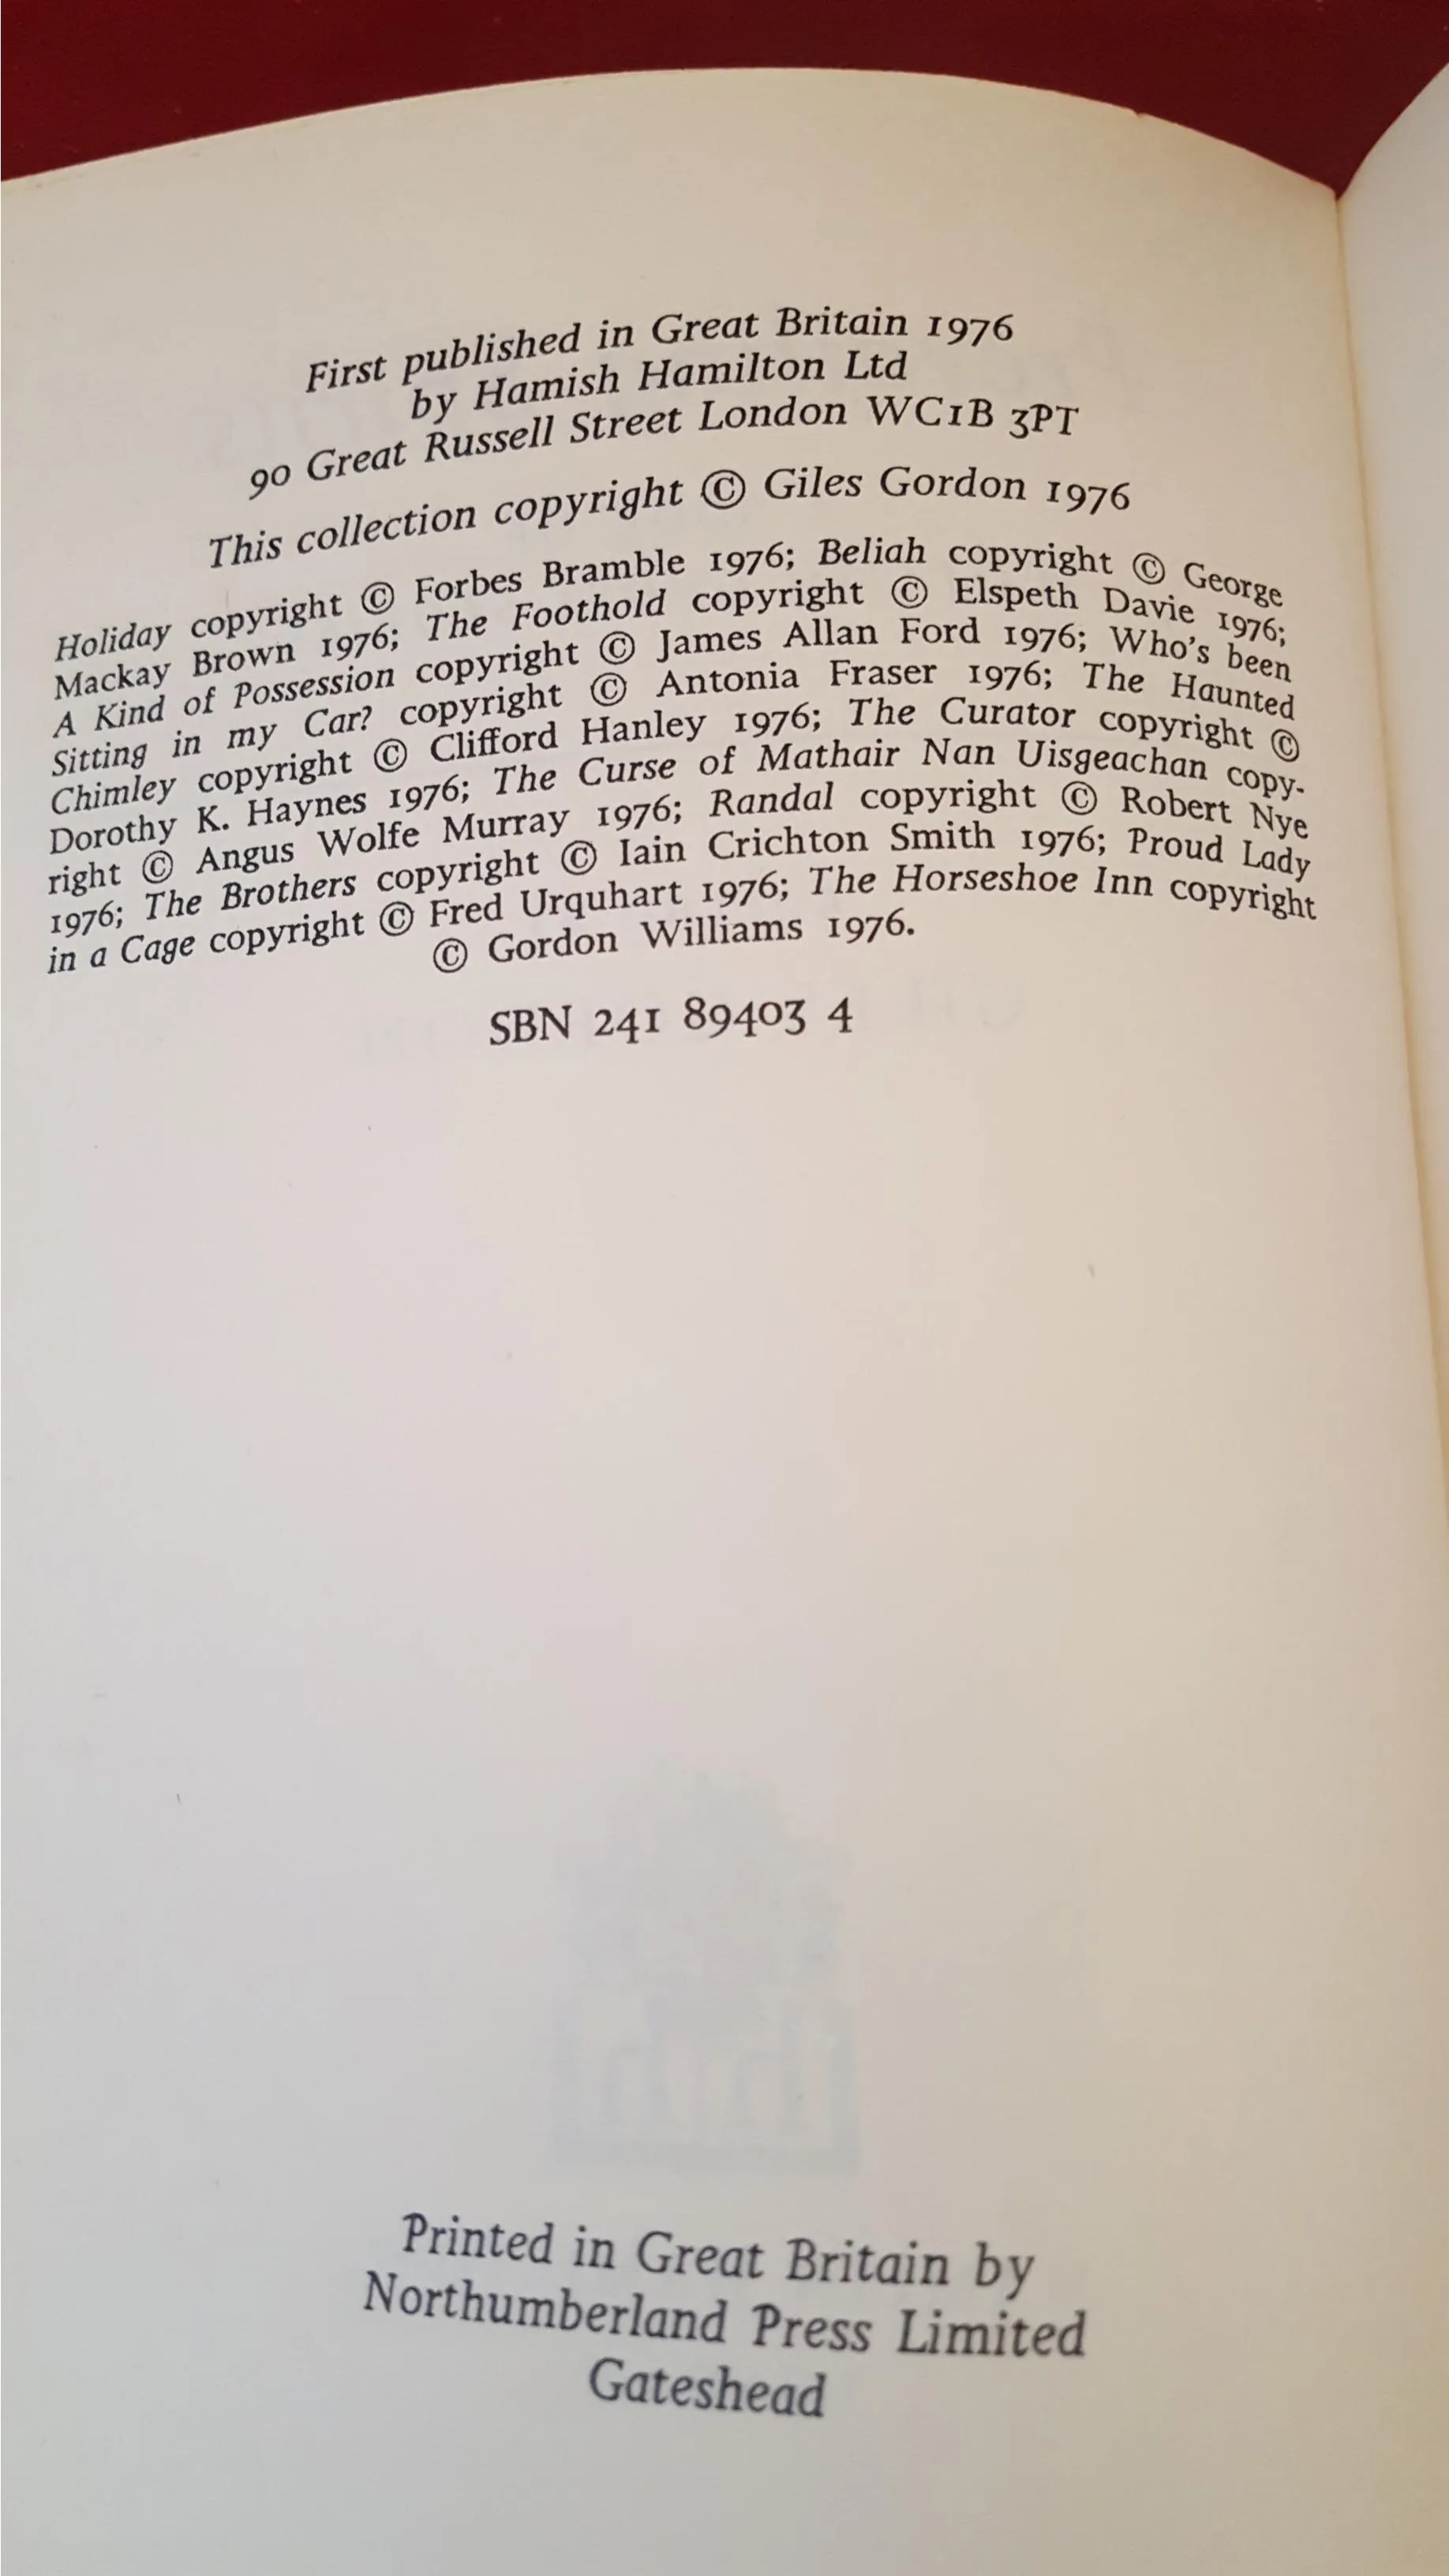 First published in Great Britain 1976
by Hamish Hamilton Ltd
90 Great Russell Street London WC1B 3PT
This collection copyright © Giles Gordon 1976
Holiday copyright © Forbes Bramble 1976; Beliah copyright © George
Mackay Brown 1976; The Foothold copyright © Elspeth Davie 1976;
A Kind of Possession copyright © James Allan Ford 1976; Who's been
Sitting in my Car? copyright © Antonia Fraser 1976; The Haunted
Chimley copyright © Clifford Hanley 1976; The Curator copyright ©
Dorothy K. Haynes 1976; The Curse of Mathair Nan Uisgeachan copy-
right © Angus Wolfe Murray 1976; Randal copyright © Robert Nye
1976; The Brothers copyright © Iain Crichton Smith 1976; Proud Lady
in a Cage copyright © Fred Urquhart 1976; The Horseshoe Inn copyright
© Gordon Williams 1976.
SBN 241 89403 4
Printed in Great Britain by
Northumberland Press Limited
Gateshead